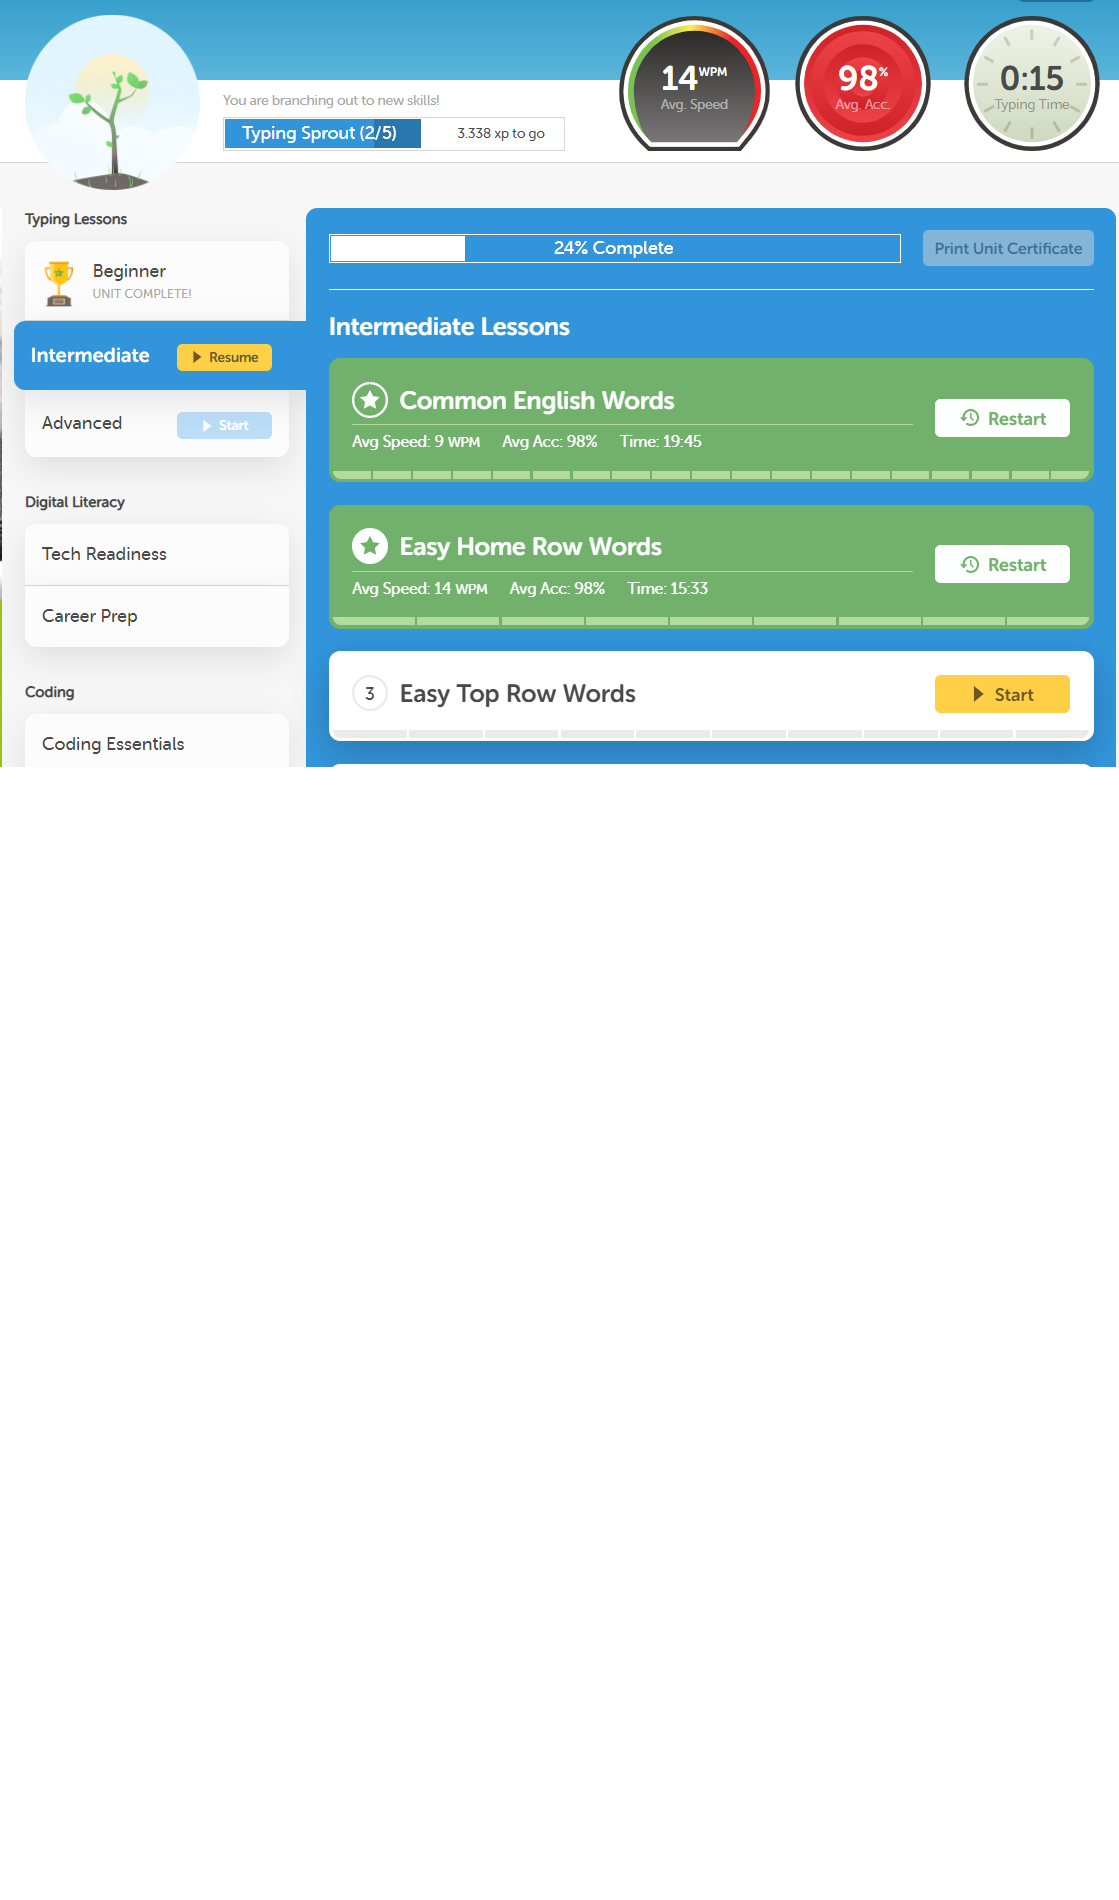 You are branching out to new skills!
Typing Sprout (2/5)
3.338 xp to go
14 WPM
Avg. Speed
98%
Avg. Acc.
0:15
Typing Time
Typing Lessons
Beginner
UNIT COMPLETE!
Intermediate
Resume
Advanced
Start
Digital Literacy
Tech Readiness
Career Prep
Coding
Coding Essentials
24% Complete
Print Unit Certificate
Intermediate Lessons
Common English Words
Avg Speed: 9 WPM Avg Acc: 98% Time: 19:45
Restart
Easy Home Row Words
Avg Speed: 14 WPM Avg Acc: 98% Time: 15:33
Restart
3 Easy Top Row Words
Start